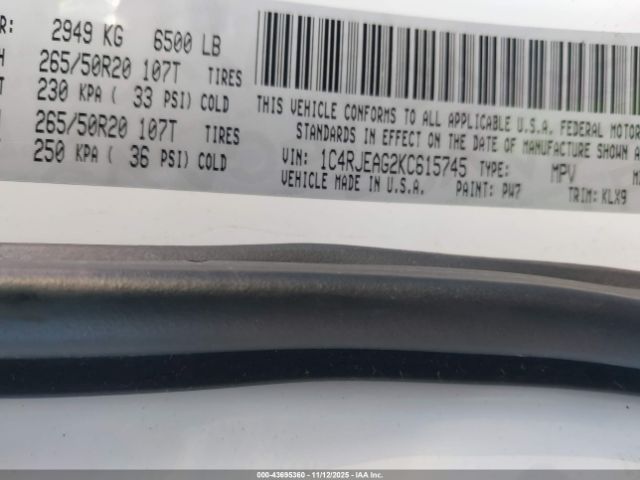 R: 2949 KG 6500 LB
H 265/50R20 107T TIRES
T 230 KPA ( 33 PSI) COLD
265/50R20 107T TIRES
250 KPA ( 36 PSI) COLD
THIS VEHICLE CONFORMS TO ALL APPLICABLE U.S.A. FEDERAL MOTOR
STANDARDS IN EFFECT ON THE DATE OF MANUFACTURE SHOWN A
VIN: 1C4RJEAG2KC615745 TYPE: MPV
VEHICLE MADE IN U.S.A. PAINT: PW7 TRIM: KLX9
000-43695360 - 11/12/2025 - IAA Inc.